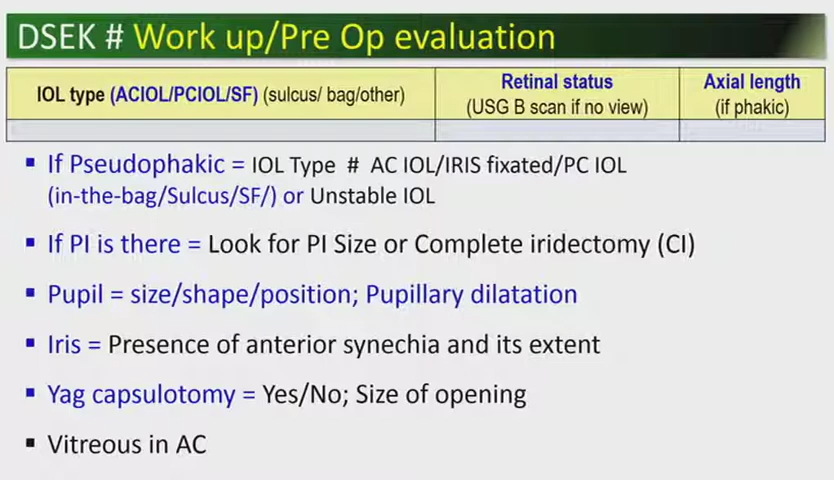 DSEK # Work up/Pre Op evaluation
IOL type (ACIOL/PCIOL/SF) (sulcus/ bag/other)
Retinal status
(USG B scan if no view)
Axial length
(if phakic)
▪ If Pseudophakic = IOL Type # AC IOL/IRIS fixated/PC IOL
(in-the-bag/Sulcus/SF/) or Unstable IOL
▪ If PI is there = Look for PI Size or Complete iridectomy (CI)
▪ Pupil = size/shape/position; Pupillary dilatation
▪ Iris = Presence of anterior synechia and its extent
▪ Yag capsulotomy = Yes/No; Size of opening
▪ Vitreous in AC